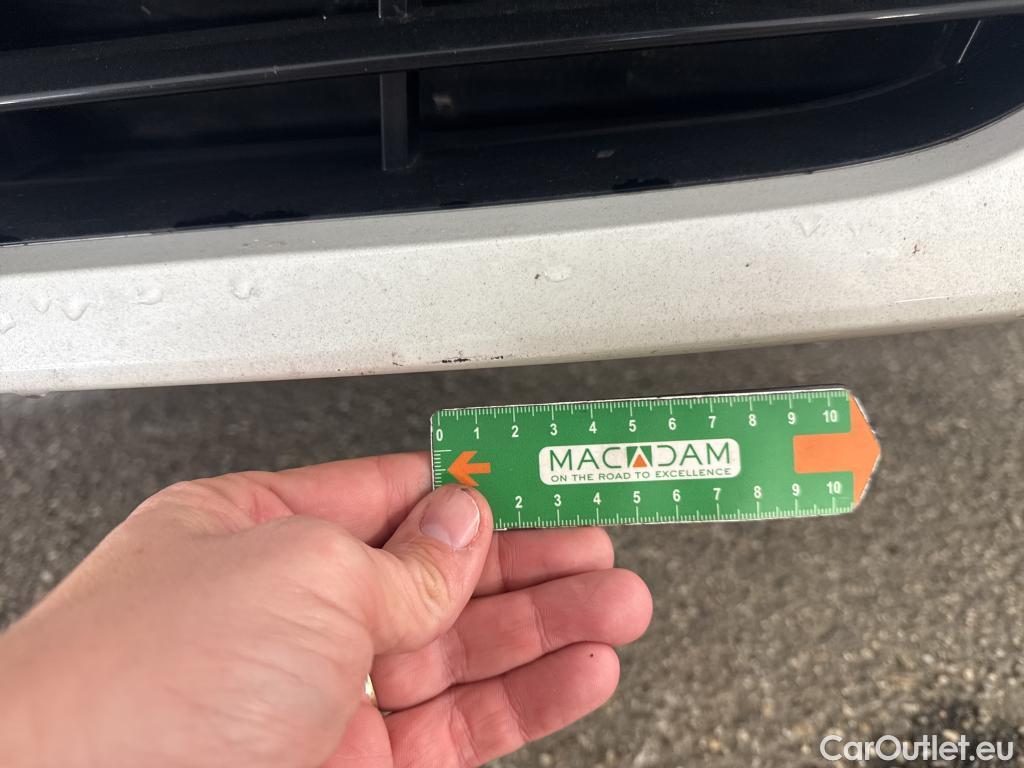 0 1 2 3 4 5 6 7 8 9 10
MACADAM
ON THE ROAD TO EXCELLENCE
2 3 4 5 6 7 8 9 10
CarOutlet.eu